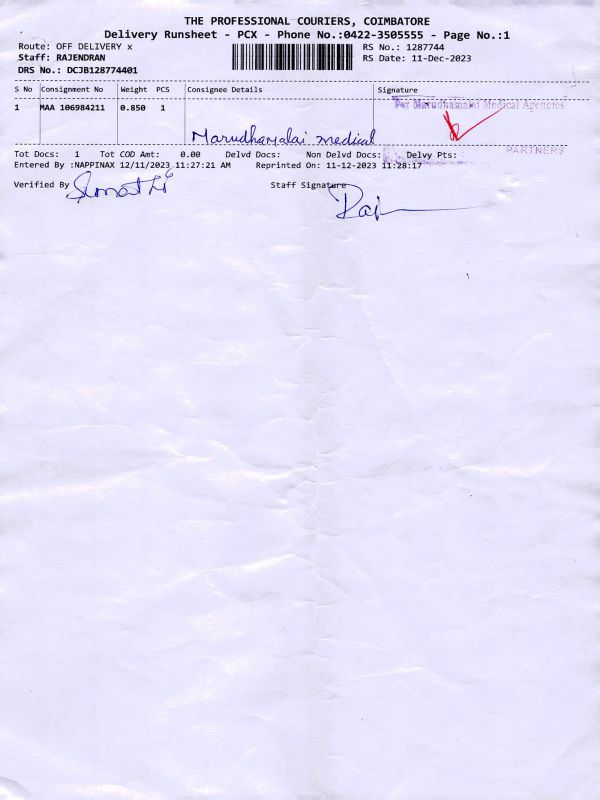 THE PROFESSIONAL COURIERS, COIMBATORE
Delivery Runsheet - PCX - Phone No.:0422-3505555 - Page No.:1
Route: OFF DELIVERY x RS No.: 1287744
Staff: RAJENDRAN RS Date: 11-Dec-2023
DRS No.: DCJB128774401
S No Consignment No Weight PCS Consignee Details Signature
1 MAA 106984211 0.850 1 For Marudhamalai Medical Agencies
Marudhamalai medical
PARTNERS
Tot Docs: 1 Tot COD Amt: 0.00 Delvd Docs: Non Delvd Docs: Delvy Pts:
Entered By :NAPPINAX 12/11/2023 11:27:21 AM Reprinted On: 11-12-2023 11:28:17
Verified By Staff Signature
Raj